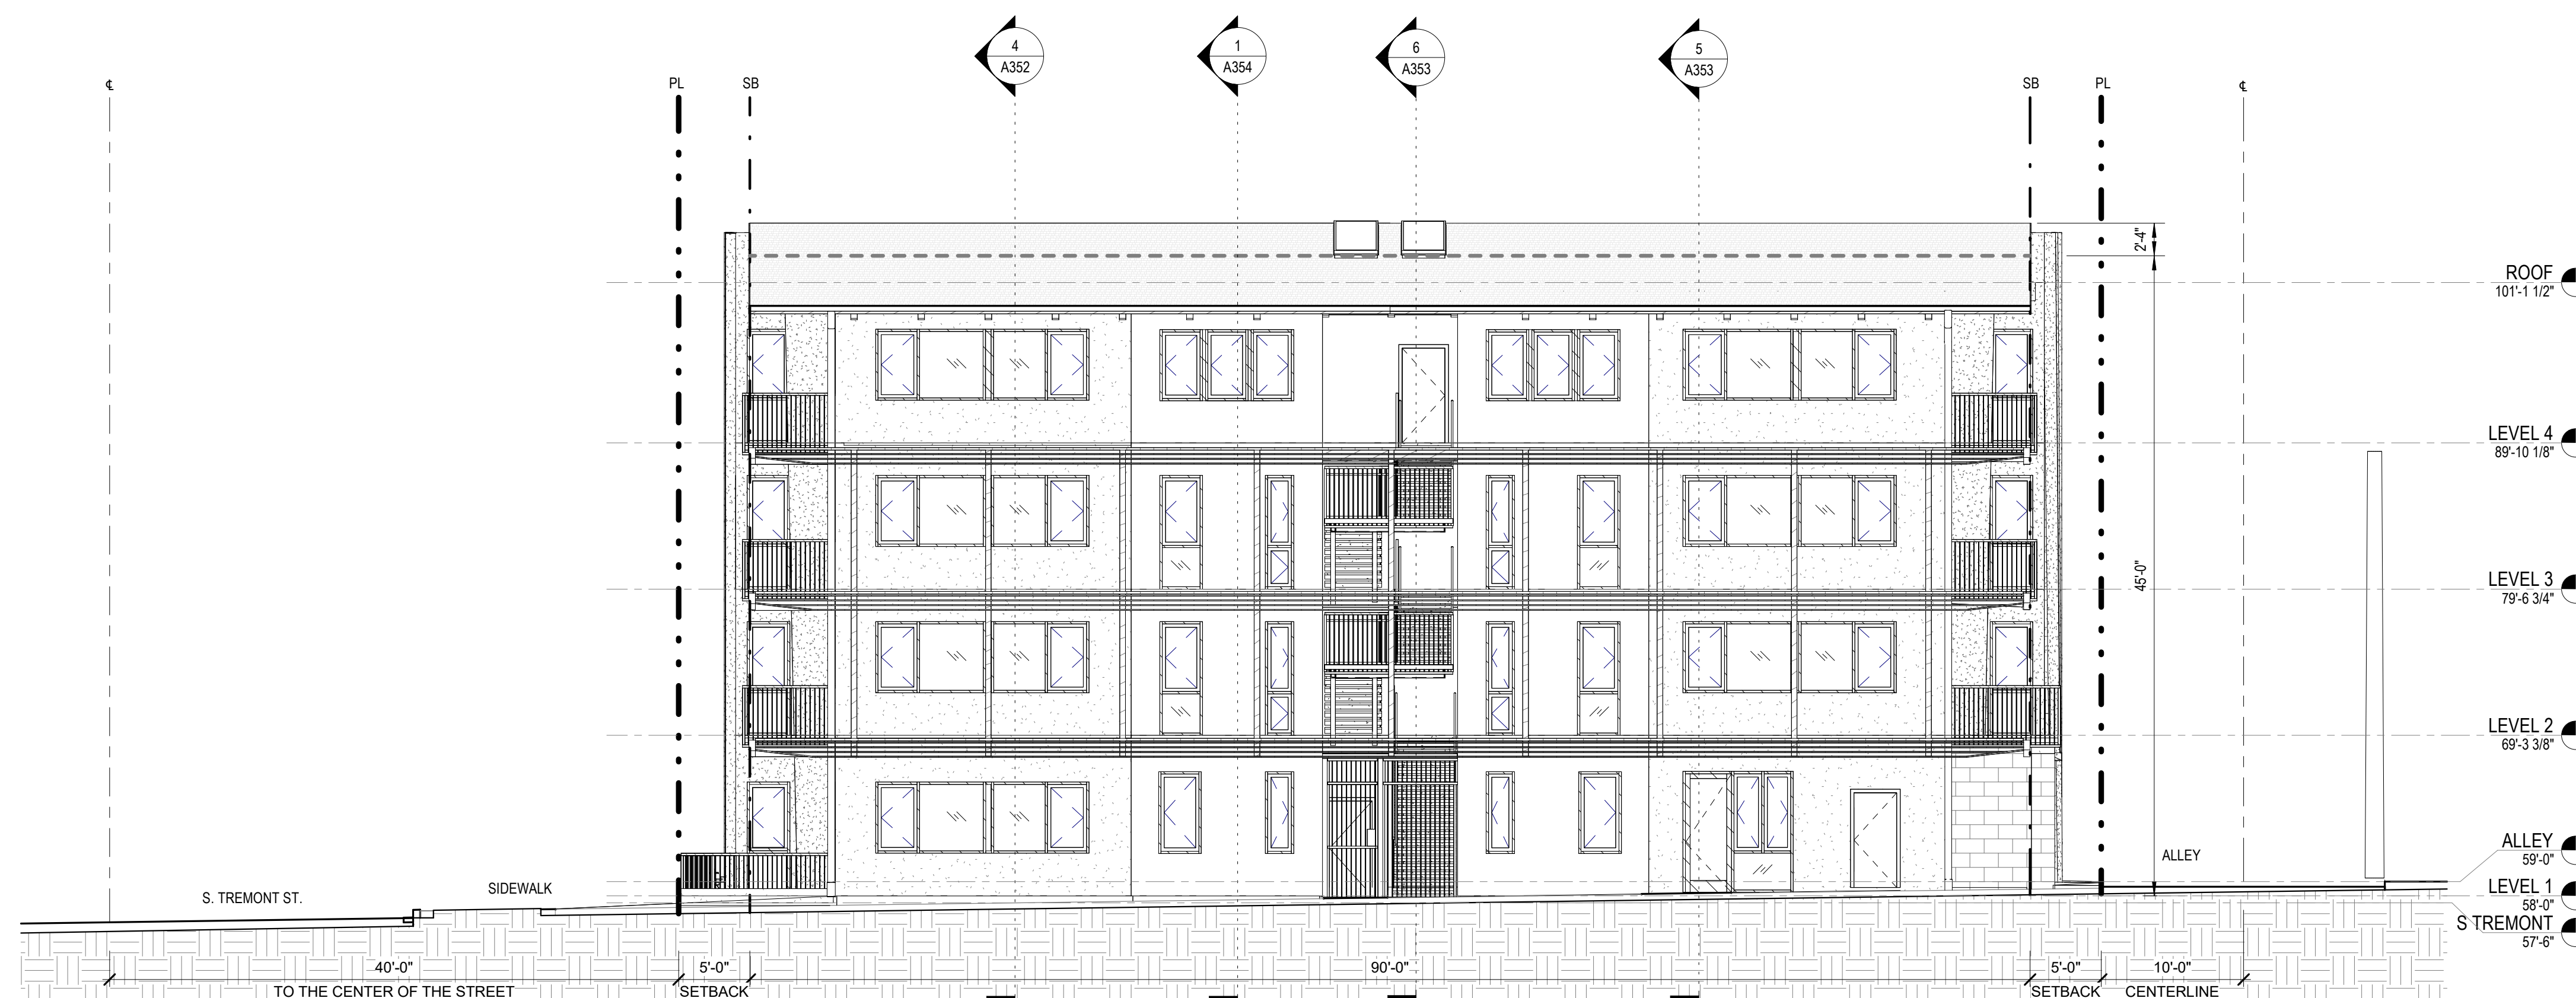 4
A352
1
A354
6
A353
5
A353
℄
PL
SB
SB
PL
℄
2'-4"
ROOF
101'-1 1/2"
LEVEL 4
89'-10 1/8"
45'-0"
LEVEL 3
79'-6 3/4"
LEVEL 2
69'-3 3/8"
ALLEY
59'-0"
ALLEY
LEVEL 1
58'-0"
S TREMONT
57'-6"
S. TREMONT ST.
SIDEWALK
40'-0"
TO THE CENTER OF THE STREET
5'-0"
SETBACK
90'-0"
5'-0"
SETBACK
10'-0"
CENTERLINE